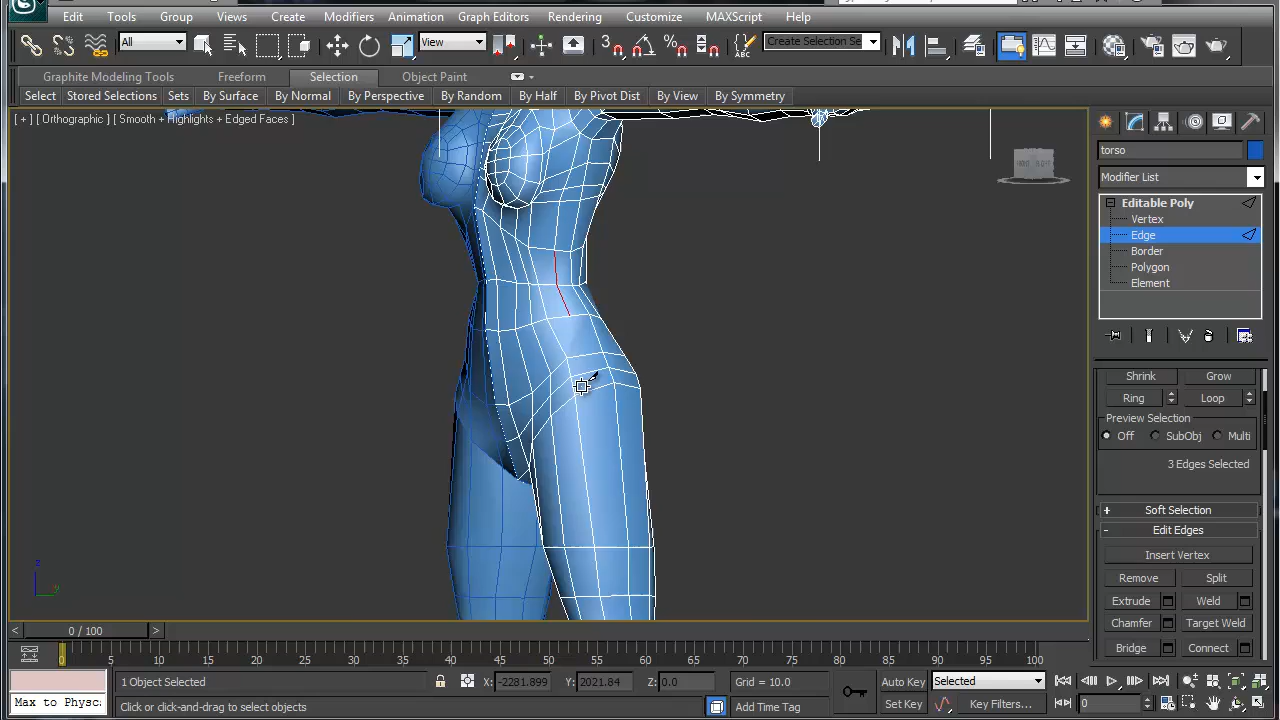 Edit Tools Group Views Create Modifiers Animation Graph Editors Rendering Customize MAXScript Help
All View 3 Create Selection Se
Graphite Modeling Tools Freeform Selection Object Paint
Select Stored Selections Sets By Surface By Normal By Perspective By Random By Half By Pivot Dist By View By Symmetry
[ + ] [ Orthographic ] [ Smooth + Highlights + Edged Faces ]
torso
Modifier List
Editable Poly
Vertex
Edge
Border
Polygon
Element
Shrink Grow
Ring Loop
Preview Selection
Off SubObj Multi
3 Edges Selected
+ Soft Selection
- Edit Edges
Insert Vertex
Remove Split
Extrude Weld
Chamfer Target Weld
Bridge Connect
z
y
< 0 / 100 >
0 5 10 15 20 25 30 35 40 45 50 55 60 65 70 75 80 85 90 95 100
1 Object Selected X: -2281.899 Y: 2021.84 Z: 0.0 Grid = 10.0 Auto Key Selected
Max to Physca Click or click-and-drag to select objects Add Time Tag Set Key Key Filters... 0